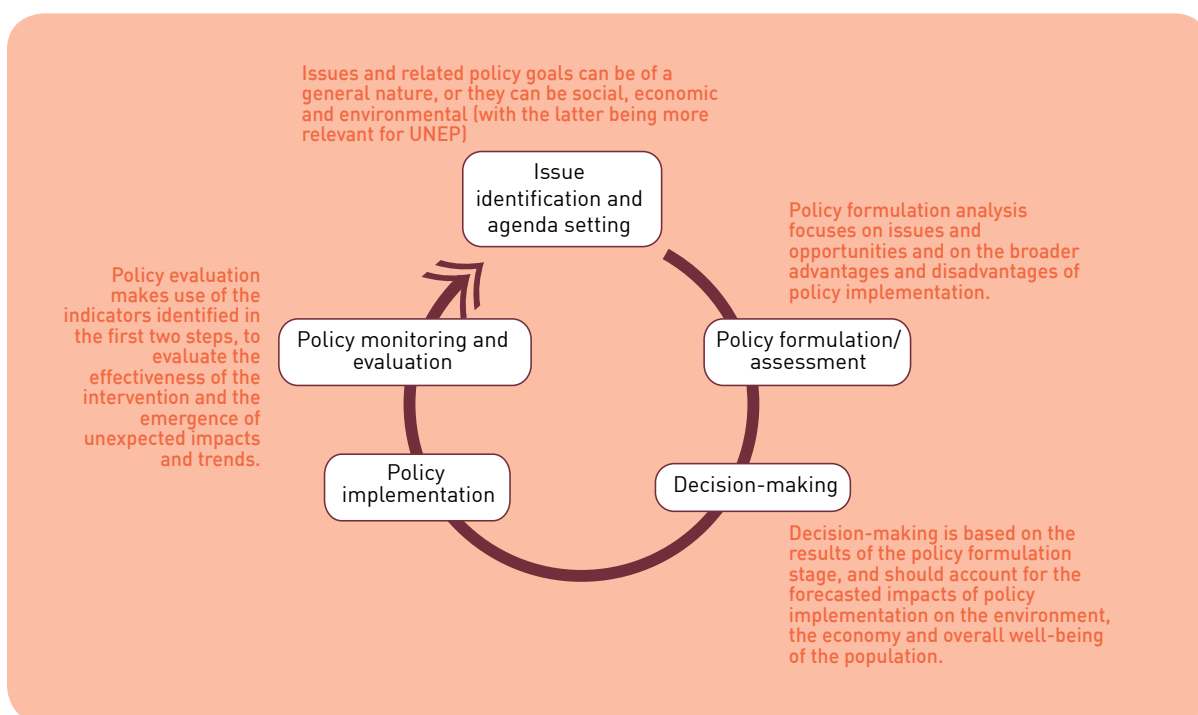 Issues and related policy goals can be of a
general nature, or they can be social, economic
and environmental (with the latter being more
relevant for UNEP)
Issue
identification and
agenda setting
Policy formulation analysis
focuses on issues and
opportunities and on the broader
advantages and disadvantages of
policy implementation.
Policy formulation/
assessment
Decision-making
Decision-making is based on the
results of the policy formulation
stage, and should account for the
forecasted impacts of policy
implementation on the environment,
the economy and overall well-being
of the population.
Policy
implementation
Policy monitoring and
evaluation
Policy evaluation
makes use of the
indicators identified in
the first two steps, to
evaluate the
effectiveness of the
intervention and the
emergence of
unexpected impacts
and trends.